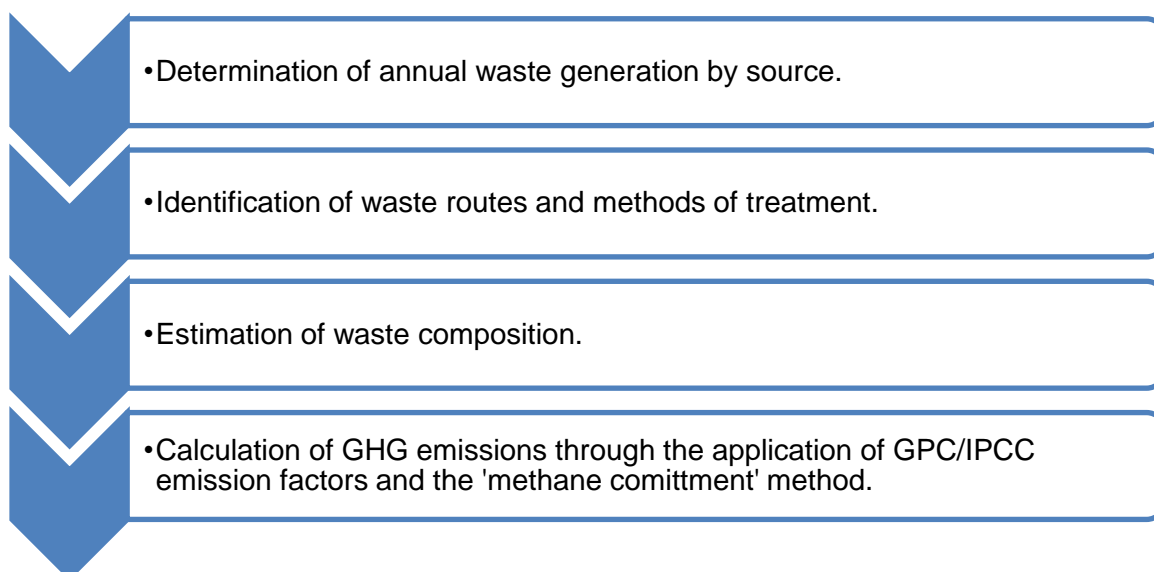 •Determination of annual waste generation by source.
•Identification of waste routes and methods of treatment.
•Estimation of waste composition.
•Calculation of GHG emissions through the application of GPC/IPCC
emission factors and the 'methane comittment' method.